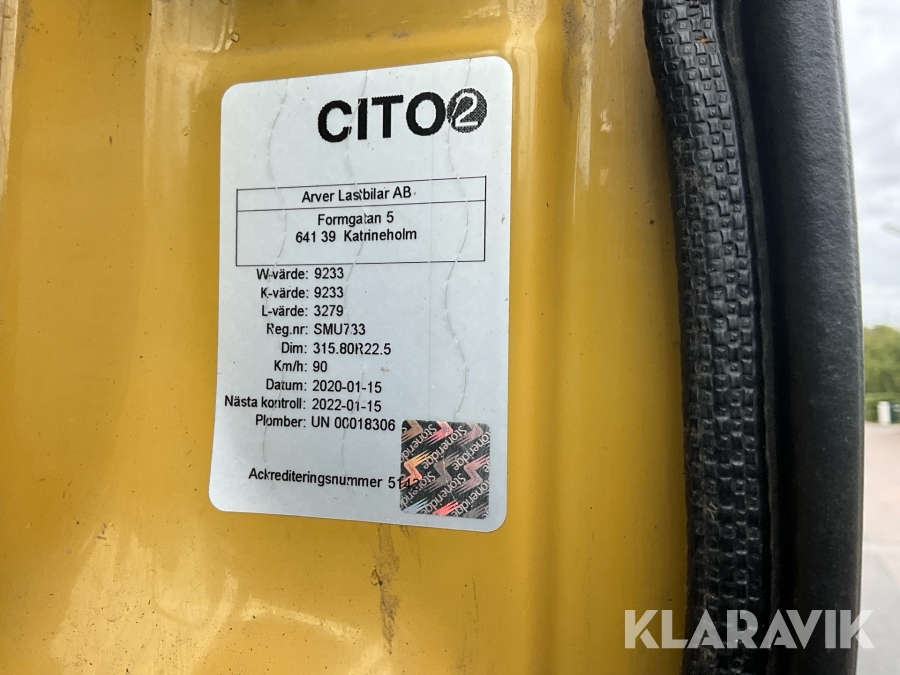 CITO2
Arver Lastbilar AB
Formgatan 5
641 39 Katrineholm
W-värde: 9233
K-värde: 9233
L-värde: 3279
Reg.nr: SMU733
Dim: 315.80R22.5
Km/h: 90
Datum: 2020-01-15
Nästa kontroll: 2022-01-15
Plomber: UN 00018306
Ackrediteringsnummer
Stoneridge
KLARAVIK